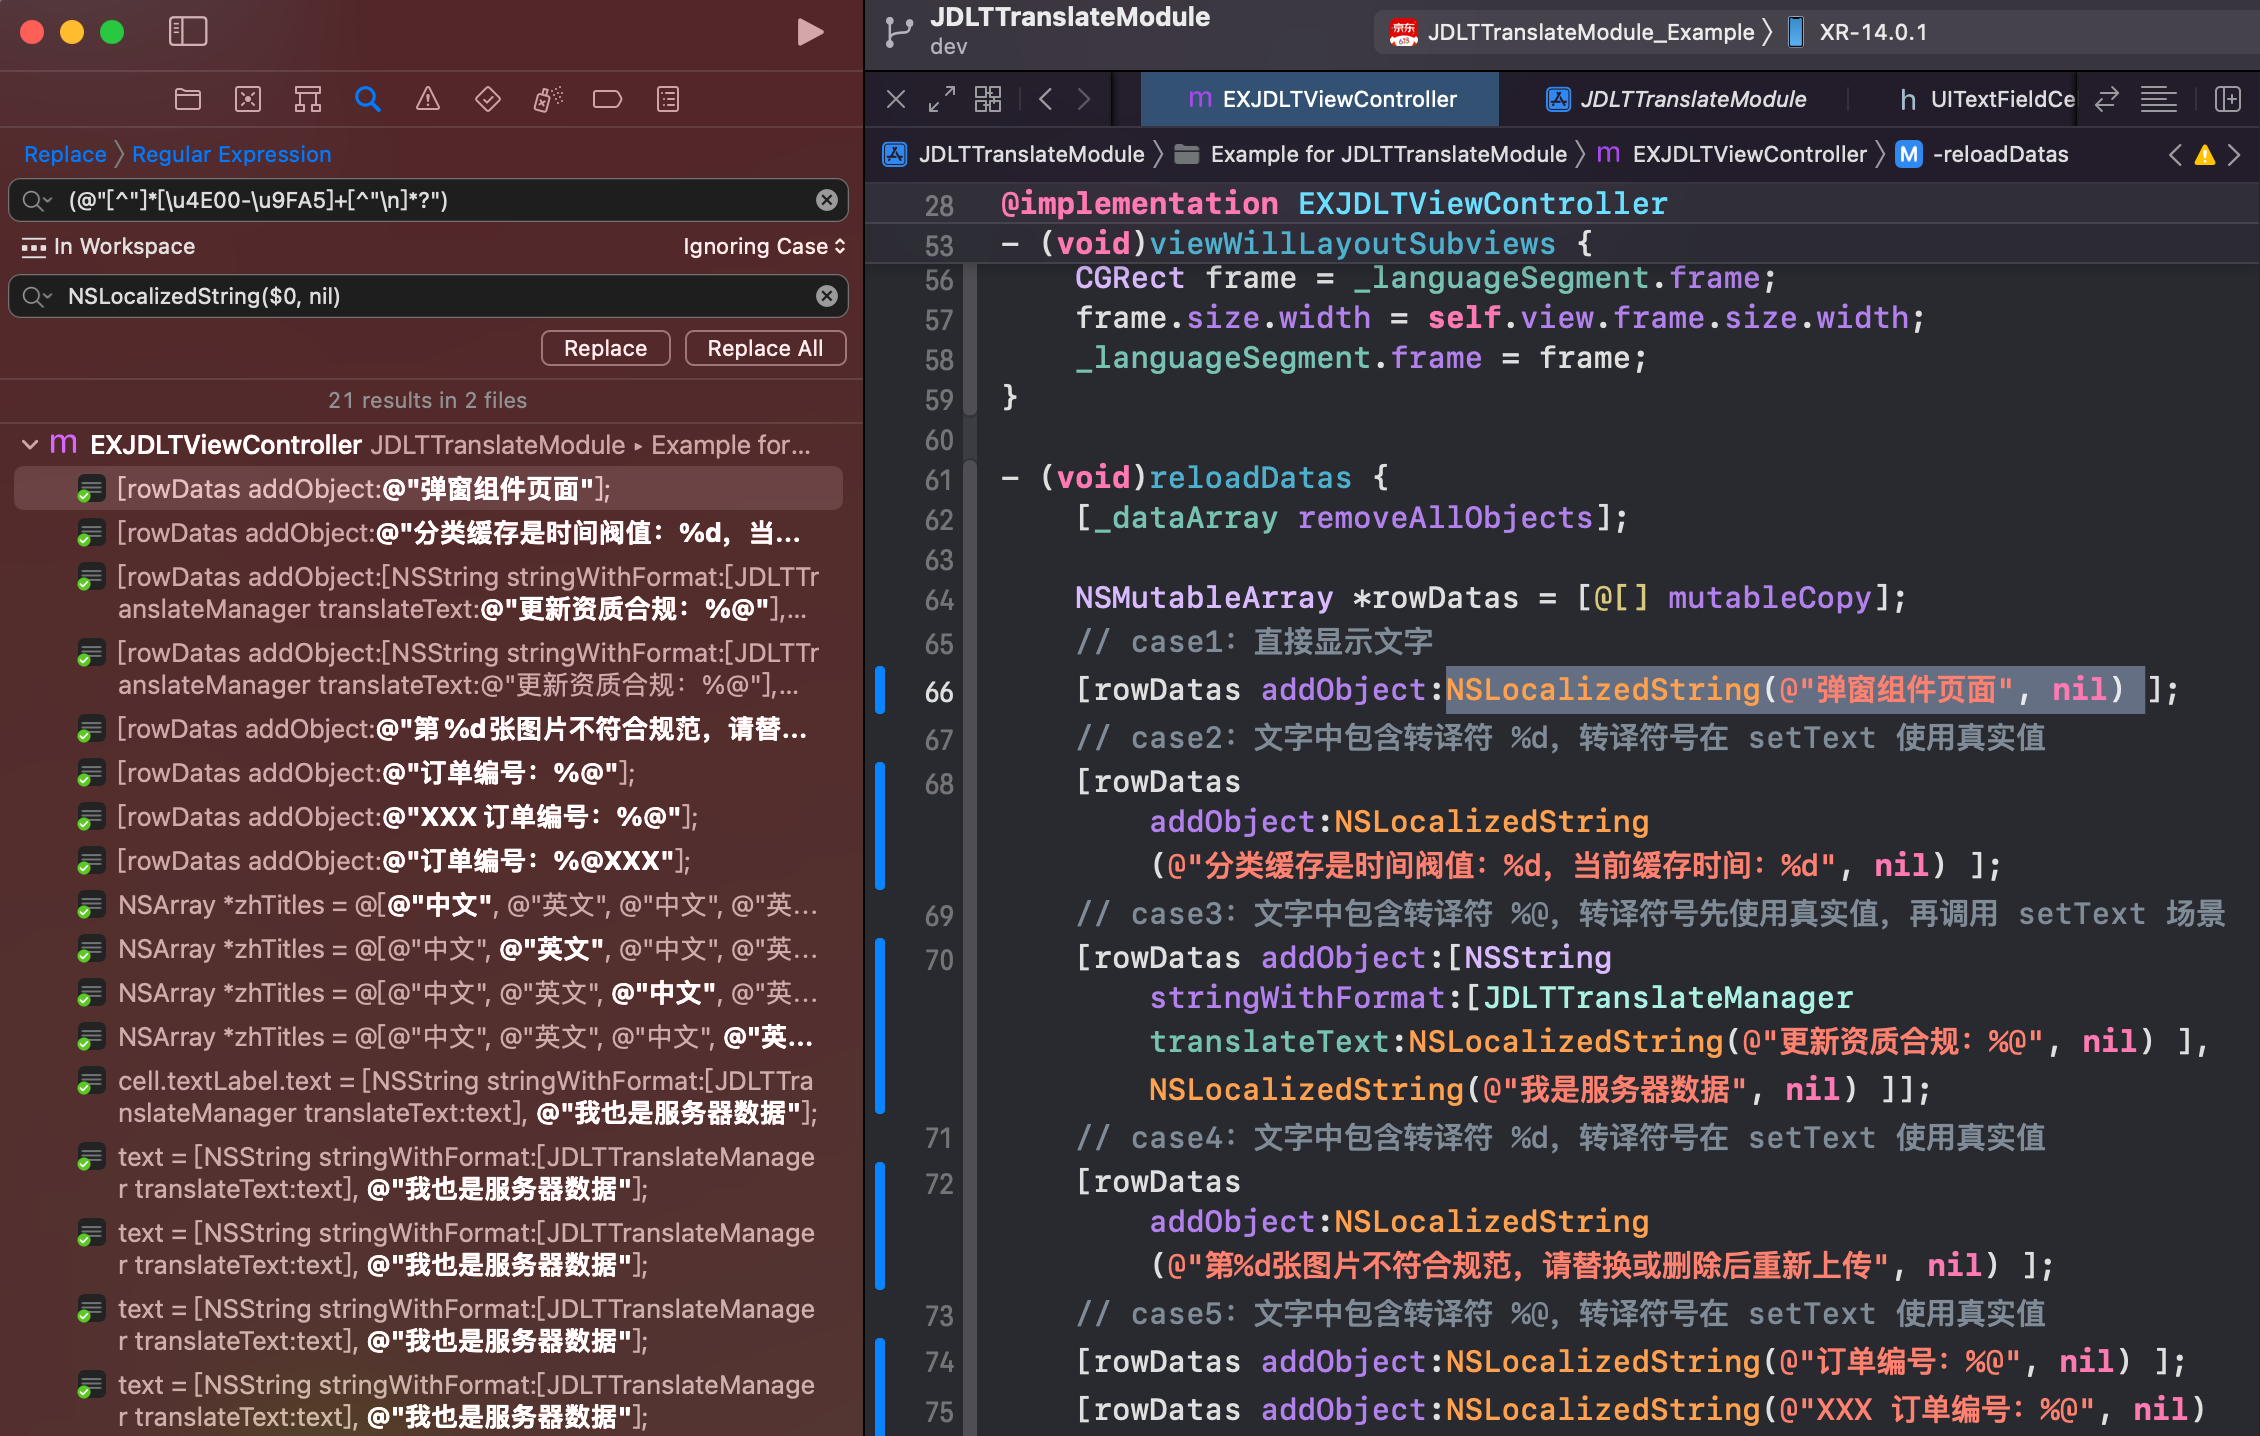 Replace 〉 Regular Expression
(@"[^"]*[\u4E00-\u9FA5]+[^"\n]*?")
In Workspace
Ignoring Case
NSLocalizedString($0, nil)
Replace
Replace All
21 results in 2 files
EXJDLTViewController JDLTTranslateModule ▸ Example for...
[rowDatas addObject:@"弹窗组件页面"];
[rowDatas addObject:@"分类缓存是时间阀值：%d，当...
[rowDatas addObject:[NSString stringWithFormat:[JDLTTr
anslateManager translateText:@"更新资质合规：%@"],...
[rowDatas addObject:[NSString stringWithFormat:[JDLTTr
anslateManager translateText:@"更新资质合规：%@"],...
[rowDatas addObject:@"第%d张图片不符合规范，请替...
[rowDatas addObject:@"订单编号：%@"];
[rowDatas addObject:@"XXX 订单编号：%@"];
[rowDatas addObject:@"订单编号：%@XXX"];
NSArray *zhTitles = @[@"中文", @"英文", @"中文", @"英...
NSArray *zhTitles = @[@"中文", @"英文", @"中文", @"英...
NSArray *zhTitles = @[@"中文", @"英文", @"中文", @"英...
NSArray *zhTitles = @[@"中文", @"英文", @"中文", @"英...
cell.textLabel.text = [NSString stringWithFormat:[JDLTTra
nslateManager translateText:text], @"我也是服务器数据"];
text = [NSString stringWithFormat:[JDLTTranslateManage
r translateText:text], @"我也是服务器数据"];
text = [NSString stringWithFormat:[JDLTTranslateManage
r translateText:text], @"我也是服务器数据"];
text = [NSString stringWithFormat:[JDLTTranslateManage
r translateText:text], @"我也是服务器数据"];
text = [NSString stringWithFormat:[JDLTTranslateManage
r translateText:text], @"我也是服务器数据"];
JDLTTranslateModule
dev
京东 618 JDLTTranslateModule_Example 〉 XR-14.0.1
m EXJDLTViewController
JDLTTranslateModule
h UITextFieldCe
JDLTTranslateModule 〉 Example for JDLTTranslateModule 〉 m EXJDLTViewController 〉 M -reloadDatas
28 @implementation EXJDLTViewController
53 - (void)viewWillLayoutSubviews {
56 CGRect frame = _languageSegment.frame;
57 frame.size.width = self.view.frame.size.width;
58 _languageSegment.frame = frame;
59 }
60
61 - (void)reloadDatas {
62 [_dataArray removeAllObjects];
63
64 NSMutableArray *rowDatas = [@[] mutableCopy];
65 // case1：直接显示文字
66 [rowDatas addObject:NSLocalizedString(@"弹窗组件页面", nil) ];
67 // case2：文字中包含转译符 %d，转译符号在 setText 使用真实值
68 [rowDatas
addObject:NSLocalizedString
(@"分类缓存是时间阀值：%d，当前缓存时间：%d", nil) ];
69 // case3：文字中包含转译符 %@，转译符号先使用真实值，再调用 setText 场景
70 [rowDatas addObject:[NSString
stringWithFormat:[JDLTTranslateManager
translateText:NSLocalizedString(@"更新资质合规：%@", nil) ],
NSLocalizedString(@"我是服务器数据", nil) ]];
71 // case4：文字中包含转译符 %d，转译符号在 setText 使用真实值
72 [rowDatas
addObject:NSLocalizedString
(@"第%d张图片不符合规范，请替换或删除后重新上传", nil) ];
73 // case5：文字中包含转译符 %@，转译符号在 setText 使用真实值
74 [rowDatas addObject:NSLocalizedString(@"订单编号：%@", nil) ];
75 [rowDatas addObject:NSLocalizedString(@"XXX 订单编号：%@", nil)